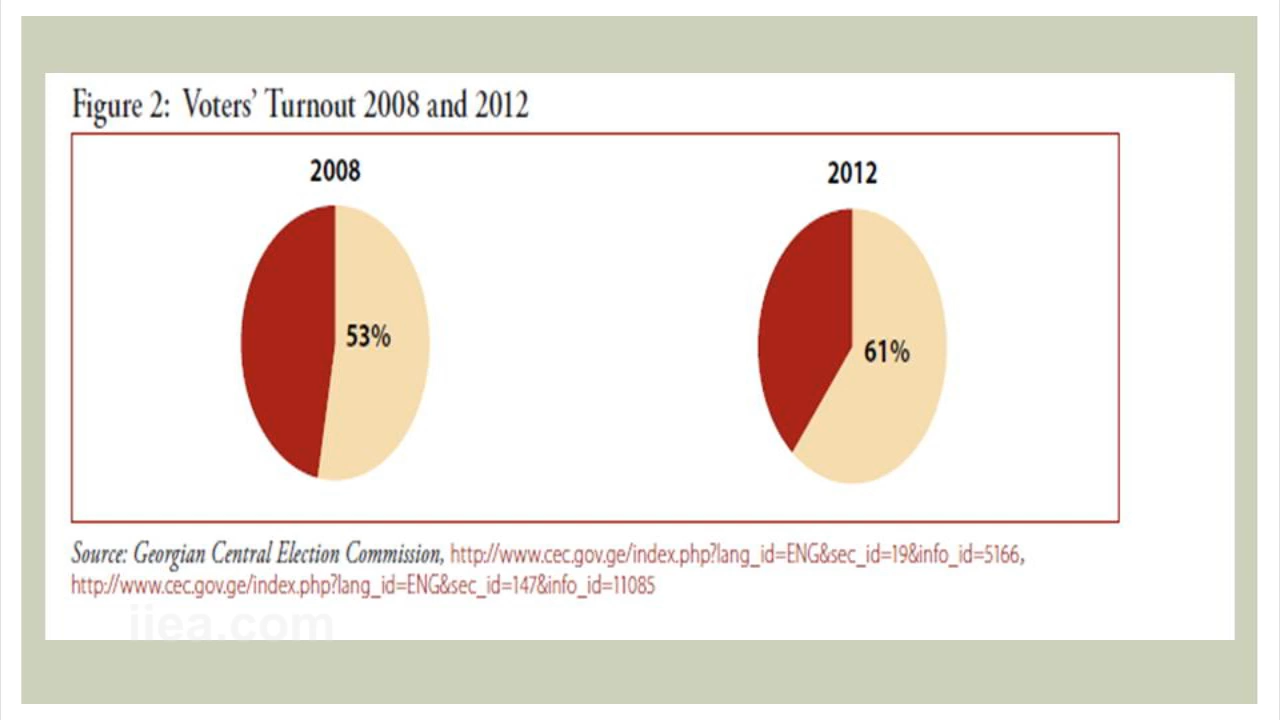 Figure 2: Voters’ Turnout 2008 and 2012
2008
2012
53%
61%
Source: Georgian Central Election Commission, http://www.cec.gov.ge/index.php?lang_id=ENG&sec_id=19&info_id=5166,
http://www.cec.gov.ge/index.php?lang_id=ENG&sec_id=147&info_id=11085
iiea.com